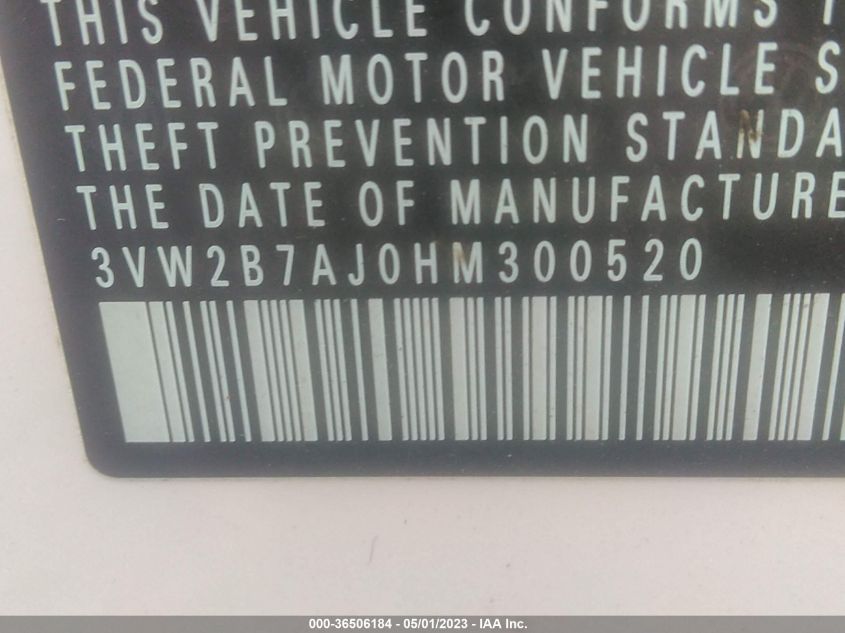 THIS VEHICLE CONFORMS
FEDERAL MOTOR VEHICLE
THEFT PREVENTION
THE DATE OF MANUFACTURE
3VW2B7AJ0HM300520
000-36506184 - 05/01/2023 - IAA Inc.